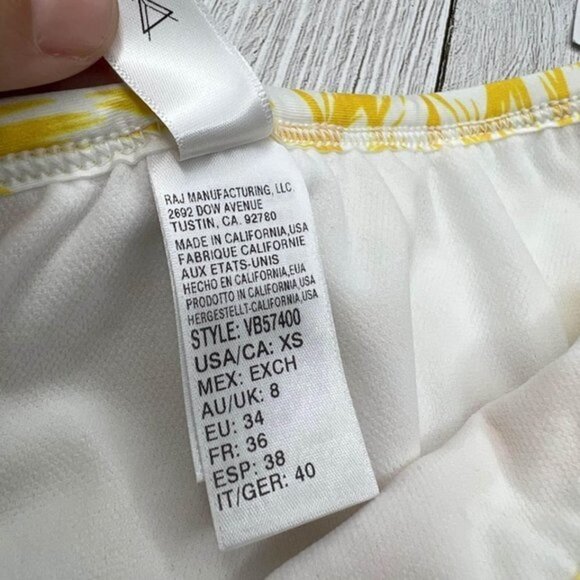 RAJ MANUFACTURING, LLC
2692 DOW AVENUE
TUSTIN, CA. 92780
MADE IN CALIFORNIA,USA
FABRIQUE CALIFORNIE
AUX ETATS-UNIS
HECHO EN CALIFORNIA,EUA
PRODOTTO IN CALIFORNIA,USA
HERGESTELLT-CALIFORNIA,USA
STYLE: VB57400
USA/CA: XS
MEX: EXCH
AU/UK: 8
EU: 34
FR: 36
ESP: 38
IT/GER: 40